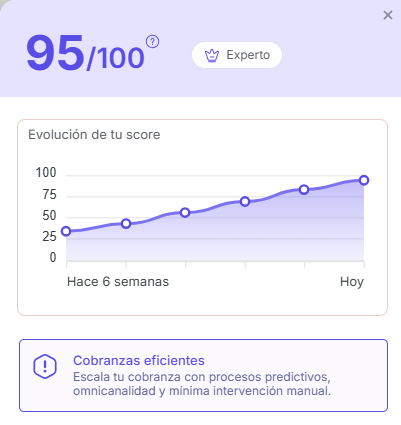 95/100
?
Experto
Evolución de tu score
100
75
50
25
0
Hace 6 semanas
Hoy
Cobranzas eficientes
Escala tu cobranza con procesos predictivos,
omnicanalidad y mínima intervención manual.